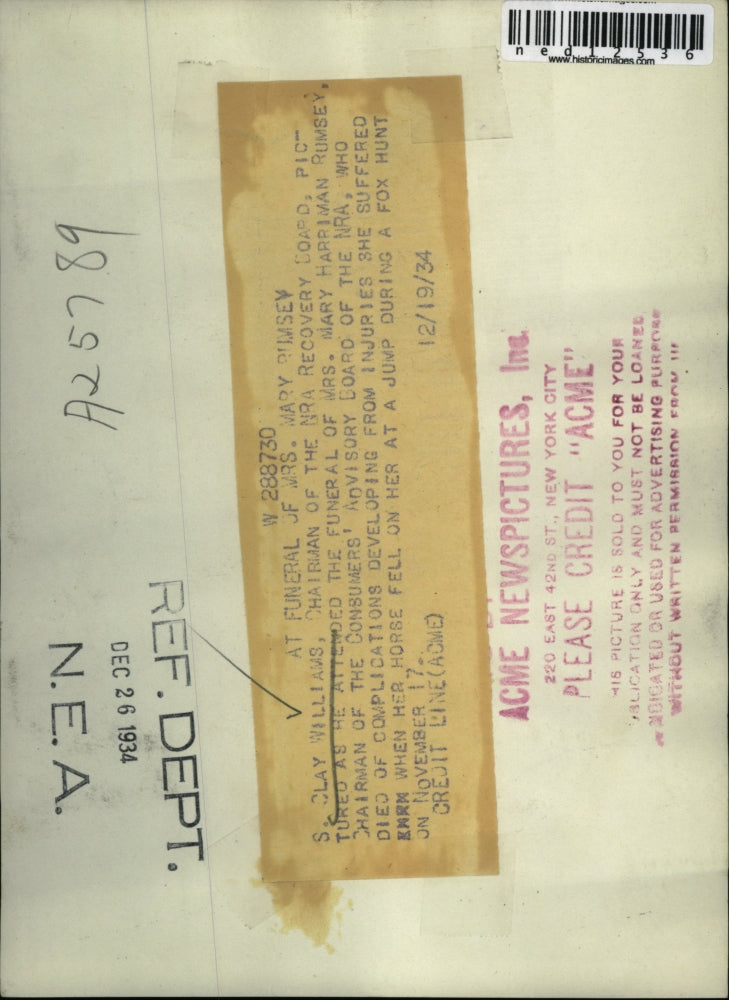 ned12536
www.historicimages.com
A25789
W 288730
AT FUNERAL OF MRS. MARY RUMSEY
S. CLAY WILLIAMS, CHAIRMAN OF THE NRA RECOVERY BOARD, PIC-
TURED AS HE ATTENDED THE FUNERAL OF MRS. MARY HARRIMAN RUMSEY,
CHAIRMAN OF THE CONSUMERS' ADVISORY BOARD OF THE NRA, WHO
DIED OF COMPLICATIONS DEVELOPING FROM INJURIES SHE SUFFERED
WHEN HER HORSE FELL ON HER AT A JUMP DURING A FOX HUNT
ON NOVEMBER 17.
CREDIT LINE(ACME) 12/19/34
ACME NEWSPICTURES, Inc.
220 EAST 42ND ST., NEW YORK CITY
PLEASE CREDIT "ACME"
HIS PICTURE IS SOLD TO YOU FOR YOUR
UBLICATION ONLY AND MUST NOT BE LOANED
NDICATED OR USED FOR ADVERTISING PURPOSE
WITHOUT WRITTEN PERMISSION FROM
REF. DEPT.
DEC 26 1934
N.E.A.